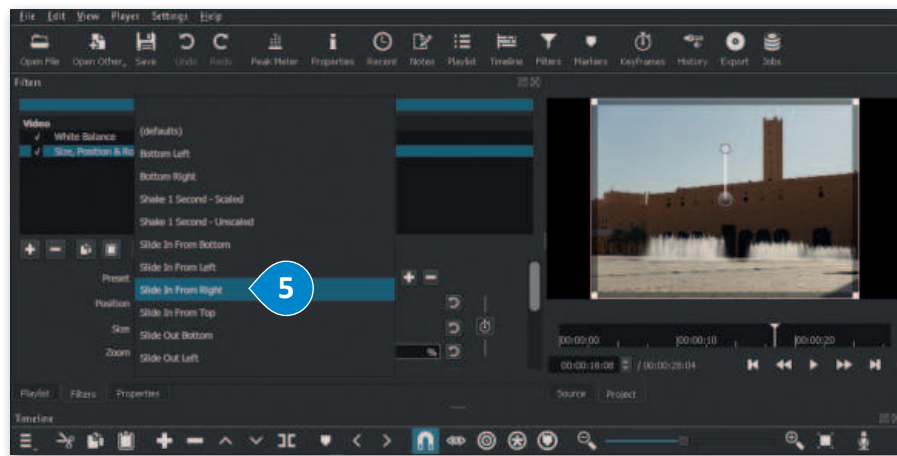 File Edit View Player Settings Help
Open File Open Other Save Undo Redo Peak Meter Properties Recent Notes Playlist Timeline Filters Markers Keyframes History Export Jobs
Filters
Video
White Balance
Size, Position & Ro
(defaults)
Bottom Left
Bottom Right
Shake 1 Second - Scaled
Shake 1 Second - Unscaled
Slide In From Bottom
Slide In From Left
Slide In From Right
Slide In From Top
Slide Out Bottom
Slide Out Left
5
Preset
Position
Size
Zoom
%
00:00:00 00:00:10 00:00:20
00:00:18:08 / 00:00:28:04
Playlist Filters Properties
Source Project
Timeline